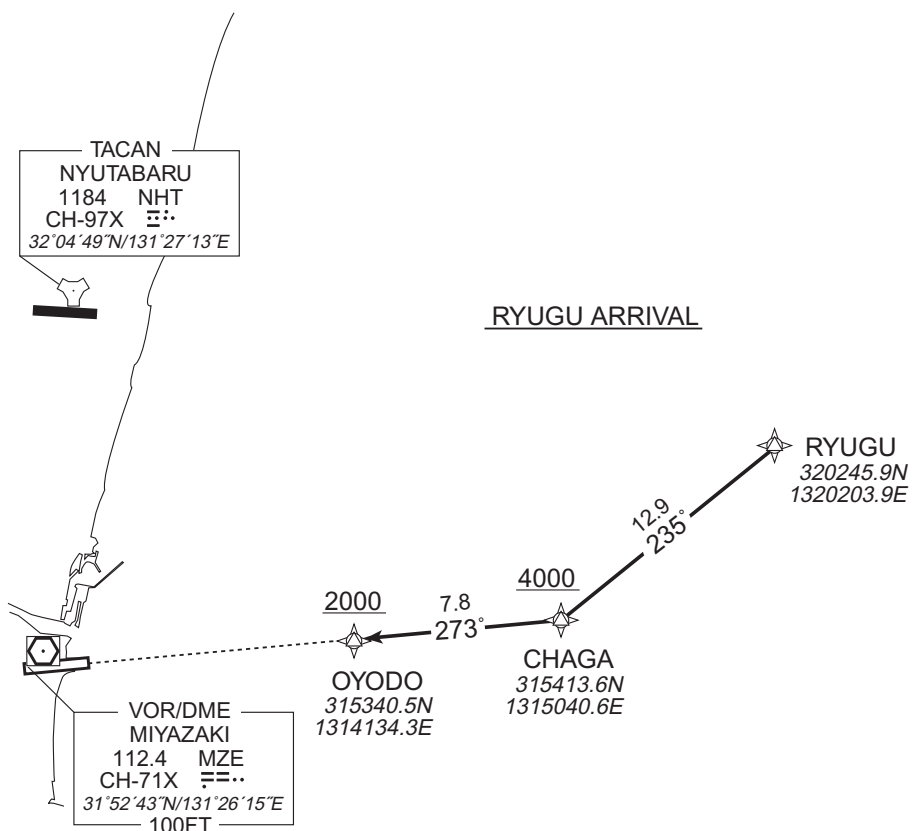 TACAN
NYUTABARU
1184 NHT
CH-97X
32°04´49˝N/131°27´13˝E
RYUGU ARRIVAL
RYUGU
320245.9N
1320203.9E
12.9
235°
4000
CHAGA
315413.6N
1315040.6E
7.8
273°
2000
OYODO
315340.5N
1314134.3E
VOR/DME
MIYAZAKI
112.4 MZE
CH-71X
31°52´43˝N/131°26´15˝E
100FT